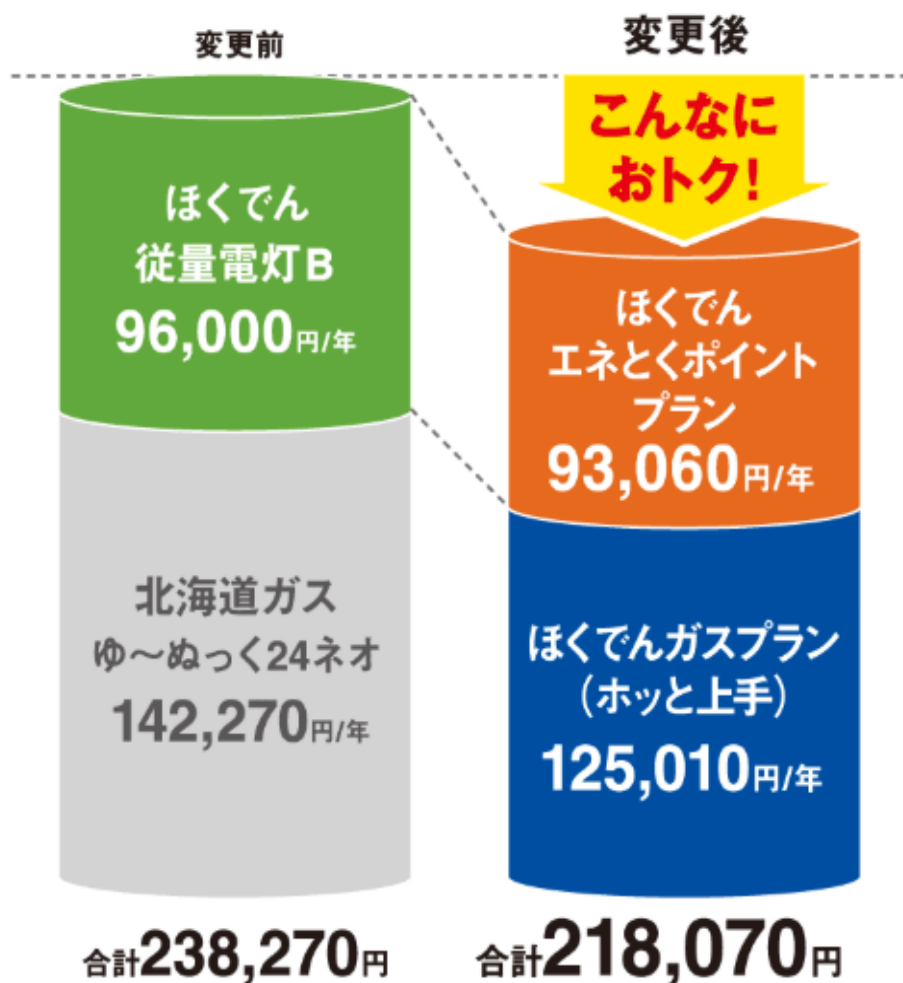 変更前
ほくでん
従量電灯B
96,000円/年
北海道ガス
ゆ～ぬっく24ネオ
142,270円/年
合計238,270円
変更後
こんなに
おトク!
ほくでん
エネとくポイント
プラン
93,060円/年
ほくでんガスプラン
(ホッと上手)
125,010円/年
合計218,070円